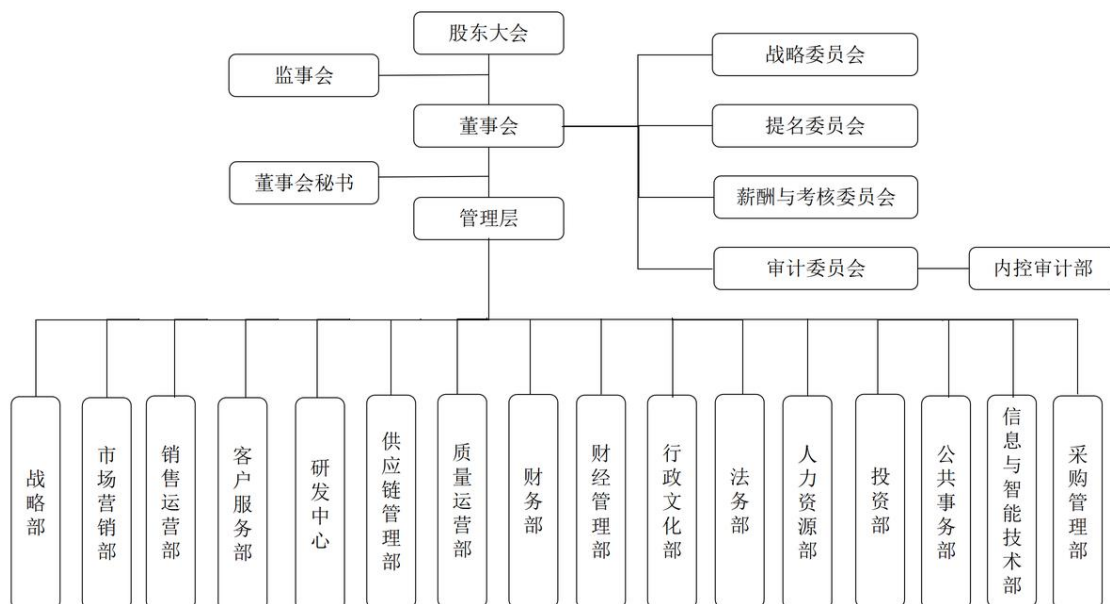 股东大会
监事会
战略委员会
董事会
提名委员会
董事会秘书
薪酬与考核委员会
管理层
审计委员会
内控审计部
战略部
市场营销部
销售运营部
客户服务部
研发中心
供应链管理部
质量运营部
财务部
财经管理部
行政文化部
法务部
人力资源部
投资部
公共事务部
信息与智能技术部
采购管理部